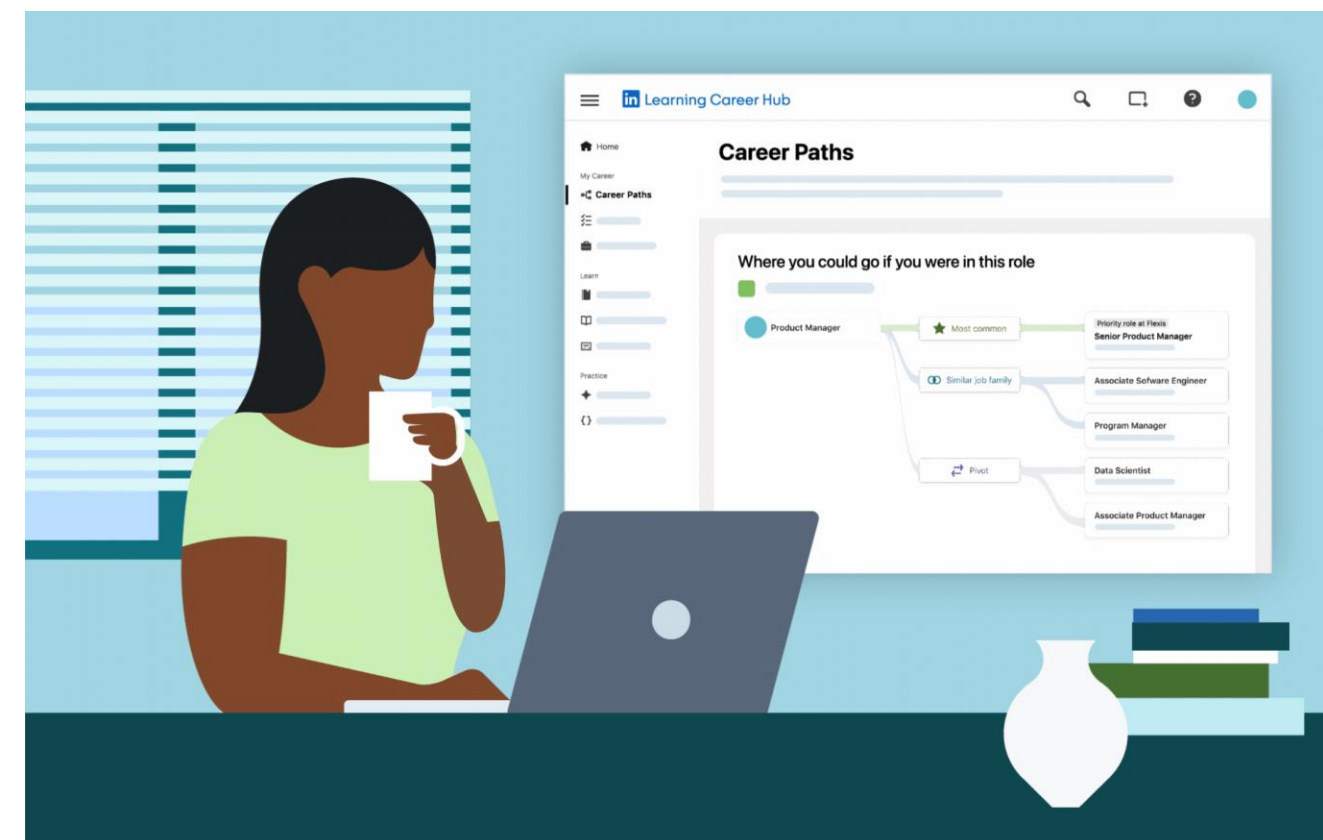 in Learning Career Hub
Home
My Career
Career Paths
Learn
Practice
Career Paths
Where you could go if you were in this role
Product Manager
Most common
Similar job family
Pivot
Priority role at Flexis
Senior Product Manager
Associate Sofware Engineer
Program Manager
Data Scientist
Associate Product Manager